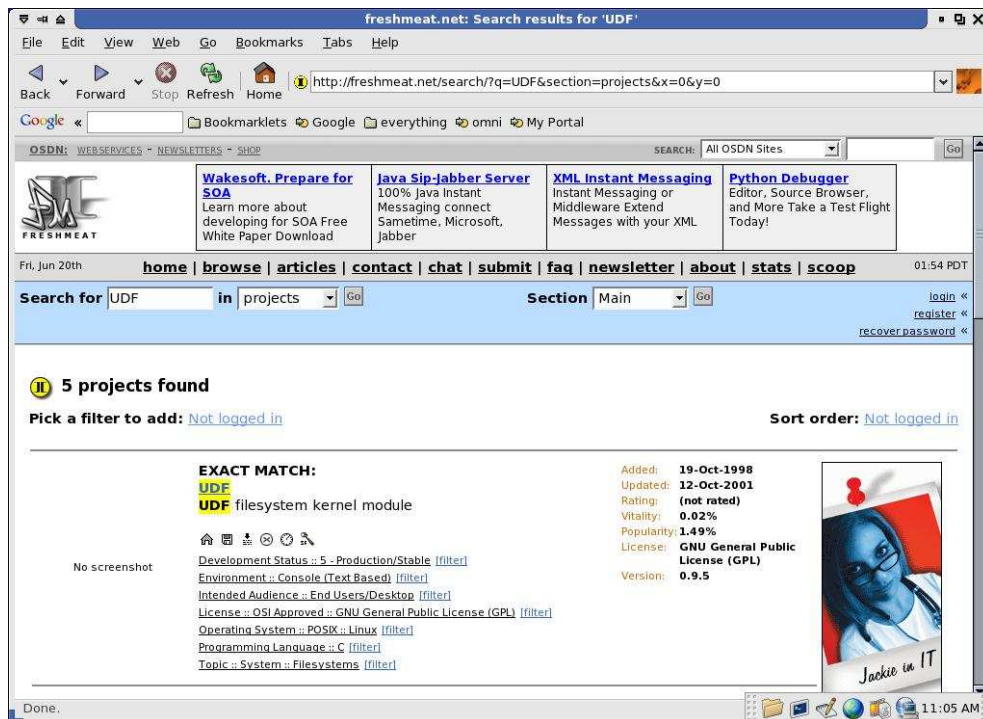 freshmeat.net: Search results for 'UDF'
File Edit View Web Go Bookmarks Tabs Help
Back Forward Stop Refresh Home http://freshmeat.net/search/?q=UDF&section=projects&x=0&y=0
Google « Bookmarklets Google everything omni My Portal
OSDN: WEBSERVICES - NEWSLETTERS - SHOP SEARCH: All OSDN Sites Go
FRESHMEAT
Wakesoft. Prepare for SOA
Learn more about
developing for SOA Free
White Paper Download
Java Sip-Jabber Server
100% Java Instant
Messaging connect
Sametime, Microsoft,
Jabber
XML Instant Messaging
Instant Messaging or
Middleware Extend
Messages with your XML
Python Debugger
Editor, Source Browser,
and More Take a Test Flight
Today!
Fri, Jun 20th home | browse | articles | contact | chat | submit | faq | newsletter | about | stats | scoop 01:54 PDT
Search for UDF in projects Go Section Main Go login «
register «
recover password «
5 projects found
Pick a filter to add: Not logged in Sort order: Not logged in
No screenshot
EXACT MATCH:
UDF
UDF filesystem kernel module
Development Status :: 5 - Production/Stable [filter]
Environment :: Console (Text Based) [filter]
Intended Audience :: End Users/Desktop [filter]
License :: OSI Approved :: GNU General Public License (GPL) [filter]
Operating System :: POSIX :: Linux [filter]
Programming Language :: C [filter]
Topic :: System :: Filesystems [filter]
Added: 19-Oct-1998
Updated: 12-Oct-2001
Rating: (not rated)
Vitality: 0.02%
Popularity: 1.49%
License: GNU General Public
License (GPL)
Version: 0.9.5
Jackie in IT
Done. 11:05 AM